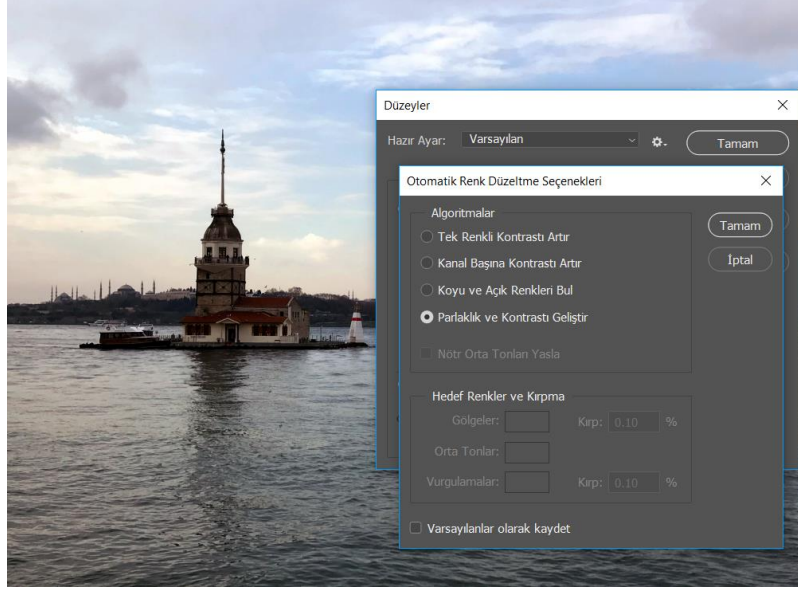 Düzeyler
Hazır Ayar: Varsayılan
Tamam
Otomatik Renk Düzeltme Seçenekleri
Algoritmalar
Tamam
Tek Renkli Kontrastı Artır
İptal
Kanal Başına Kontrastı Artır
Koyu ve Açık Renkleri Bul
Parlaklık ve Kontrastı Geliştir
Nötr Orta Tonları Yasla
Hedef Renkler ve Kırpma
Gölgeler: Kırp: 0.10 %
Orta Tonlar:
Vurgulamalar: Kırp: 0.10 %
Varsayılanlar olarak kaydet